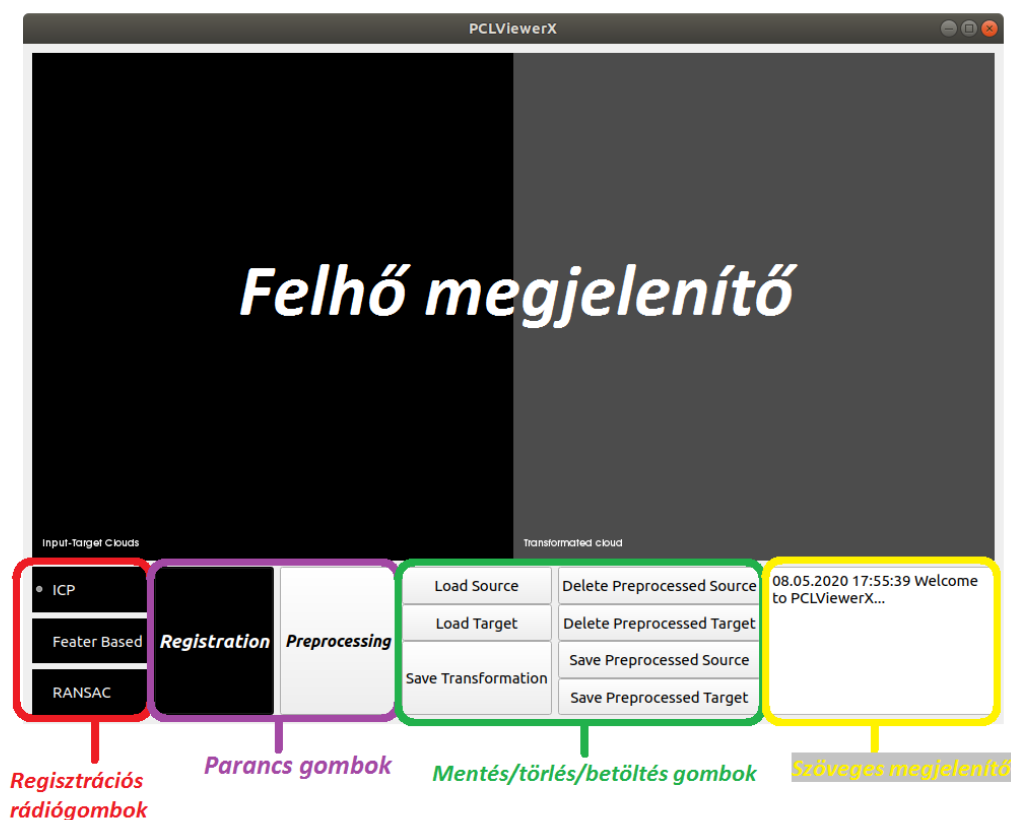 PCLViewerX
Felhő megjelenítő
Input-Target Clouds
Transformated cloud
ICP
Feater Based
RANSAC
Registration
Preprocessing
Load Source
Load Target
Save Transformation
Delete Preprocessed Source
Delete Preprocessed Target
Save Preprocessed Source
Save Preprocessed Target
08.05.2020 17:55:39 Welcome
to PCLViewerX...
Regisztrációs
rádiógombok
Parancs gombok
Mentés/törlés/betöltés gombok
Szöveges megjelenítő